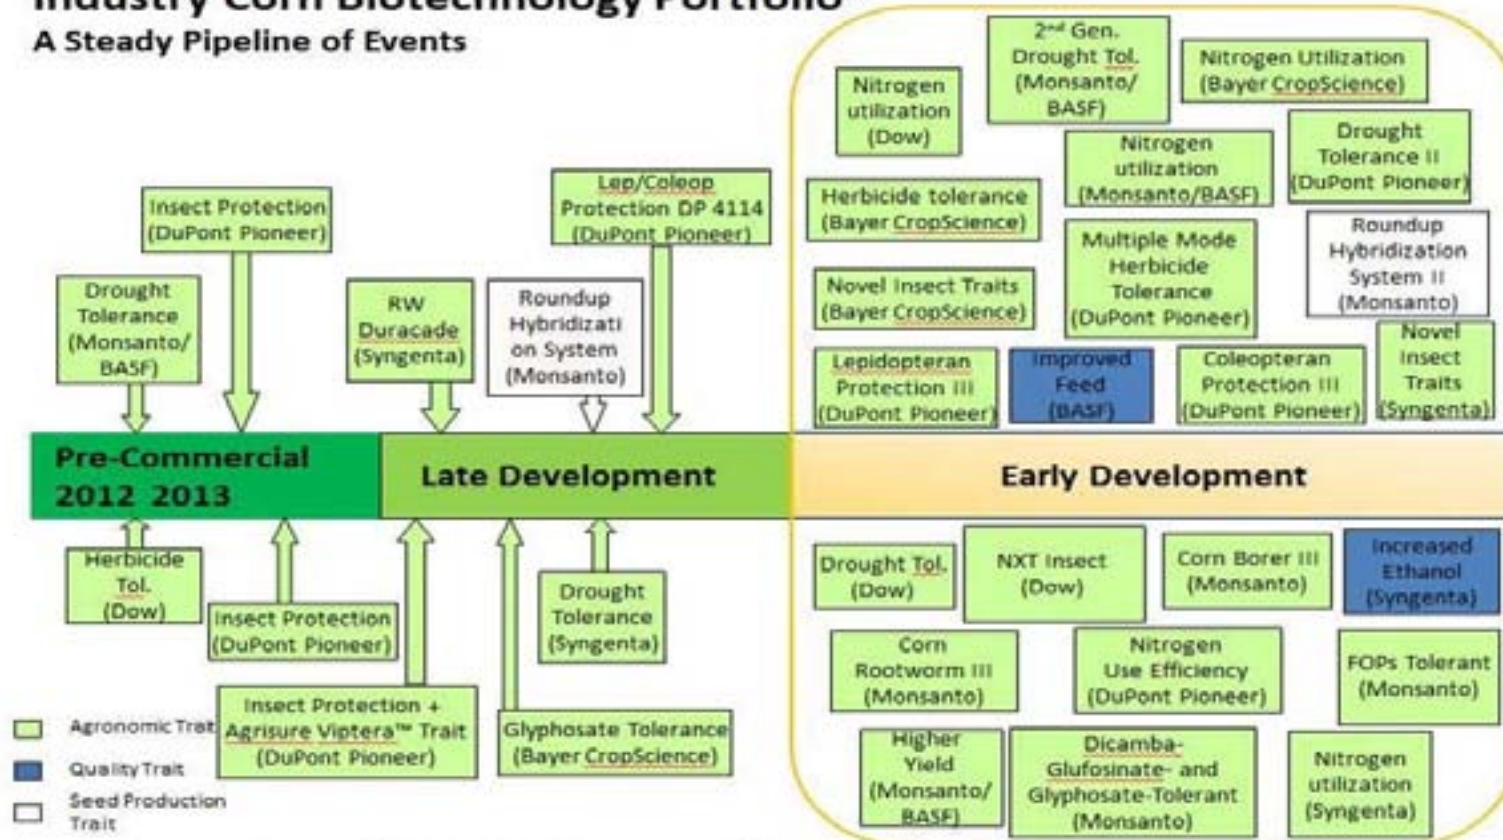 Industry Corn Biotechnology Portfolio
A Steady Pipeline of Events
Insect Protection
(DuPont Pioneer)
Drought
Tolerance
(Monsanto/
BASF)
RW
Duracade
(Syngenta)
Roundup
Hybridizati
on System
(Monsanto)
Lep/Coleop
Protection DP 4114
(DuPont Pioneer)
Nitrogen
utilization
(Dow)
2nd Gen.
Drought Tol.
(Monsanto/
BASF)
Nitrogen Utilization
(Bayer CropScience)
Nitrogen
utilization
(Monsanto/BASF)
Drought
Tolerance II
(DuPont Pioneer)
Herbicide tolerance
(Bayer CropScience)
Multiple Mode
Herbicide
Tolerance
(DuPont Pioneer)
Roundup
Hybridization
System II
(Monsanto)
Novel Insect Traits
(Bayer CropScience)
Lepidopteran
Protection III
(DuPont Pioneer)
Improved
Feed
(BASF)
Coleopteran
Protection III
(DuPont Pioneer)
Novel
Insect
Traits
(Syngenta)
Pre-Commercial
2012 2013
Late Development
Early Development
Herbicide
Tol.
(Dow)
Insect Protection
(DuPont Pioneer)
Insect Protection +
Agrisure Viptera™ Trait
(DuPont Pioneer)
Glyphosate Tolerance
(Bayer CropScience)
Drought
Tolerance
(Syngenta)
Drought Tol.
(Dow)
NXT Insect
(Dow)
Corn Borer III
(Monsanto)
Increased
Ethanol
(Syngenta)
Corn
Rootworm III
(Monsanto)
Nitrogen
Use Efficiency
(DuPont Pioneer)
FOPs Tolerant
(Monsanto)
Higher
Yield
(Monsanto/
BASF)
Dicamba-
Glufosinate- and
Glyphosate-Tolerant
(Monsanto)
Nitrogen
utilization
(Syngenta)
Agronomic Trait
Quality Trait
Seed Production
Trait